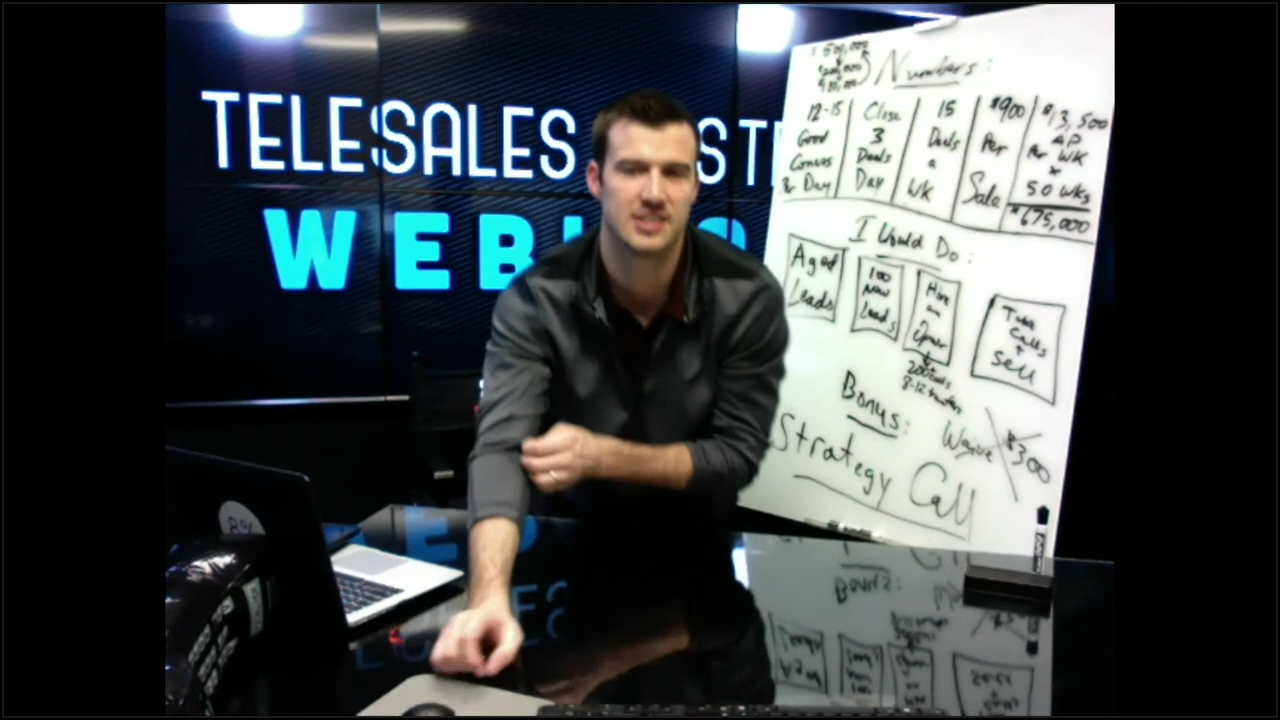 TELESALES
WEB
$500,000
Numbers:
12-15
Good
Convos
Per Day
Close
3
Deals
Day
15
Deals
a
WK
$900
Per
Sale
$13,500
AP
Per WK
×
50 WKs
$675,000
I Would Do:
Aged
Leads
100
New
Leads
Hire
an
Opener
Take
Calls
+
Sell
Bonus:
Waive $300
Strategy Call